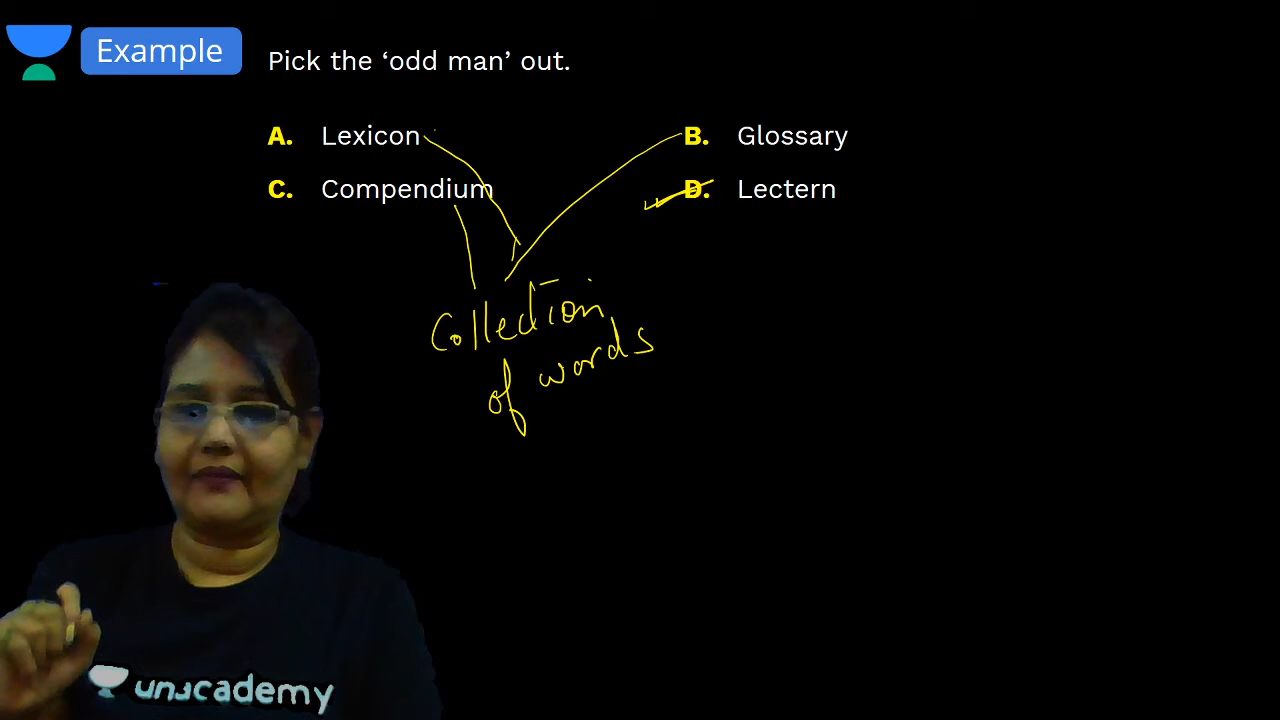 Example
Pick the ‘odd man’ out.
A. Lexicon
B. Glossary
C. Compendium
D. Lectern
Collection
of words
unacademy